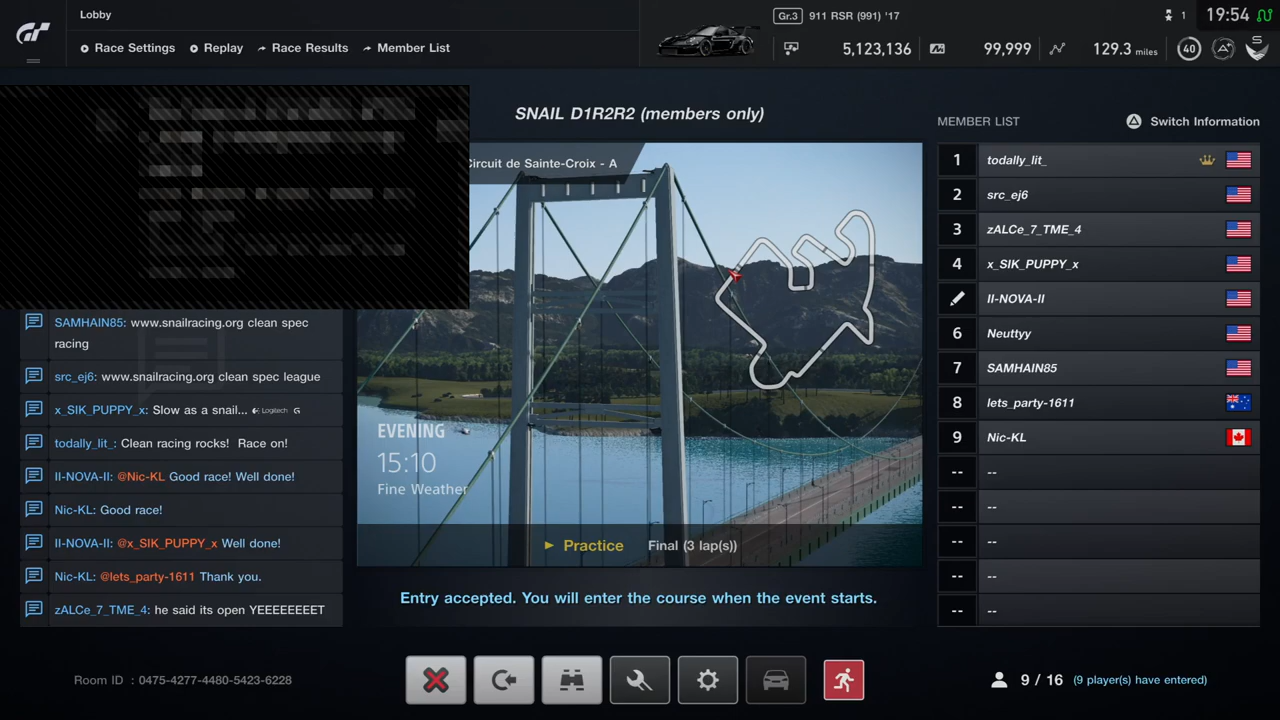 Lobby
Gr.3 911 RSR (991) '17
1 19:54
Race Settings Replay Race Results Member List
5,123,136 99,999 129.3 miles 40 A+ S
SNAIL D1R2R2 (members only)
MEMBER LIST Switch Information
Circuit de Sainte-Croix - A
1 todally_lit_
2 src_ej6
3 zALCe_7_TME_4
4 x_SIK_PUPPY_x
II-NOVA-II
6 Neuttyy
7 SAMHAIN85
8 lets_party-1611
9 Nic-KL
-- --
-- --
-- --
-- --
-- --
SAMHAIN85: www.snailracing.org clean spec
racing
src_ej6: www.snailracing.org clean spec league
x_SIK_PUPPY_x: Slow as a snail... Logitech G
todally_lit_: Clean racing rocks! Race on!
II-NOVA-II: @Nic-KL Good race! Well done!
Nic-KL: Good race!
II-NOVA-II: @x_SIK_PUPPY_x Well done!
Nic-KL: @lets_party-1611 Thank you.
zALCe_7_TME_4: he said its open YEEEEEEEET
EVENING
15:10
Fine Weather
Practice Final (3 lap(s))
Entry accepted. You will enter the course when the event starts.
Room ID : 0475-4277-4480-5423-6228
9 / 16 (9 player(s) have entered)